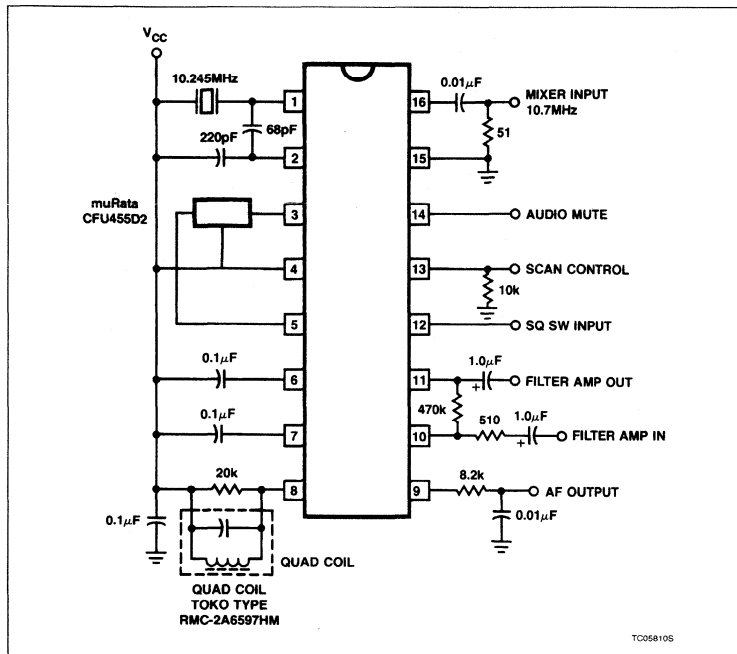 VCC
10.245MHz
68pF
220pF
muRata
CFU455D2
0.1µF
0.1µF
20k
0.1µF
QUAD COIL
QUAD COIL
TOKO TYPE
RMC-2A6597HM
1
2
3
4
5
6
7
8
16
15
14
13
12
11
10
9
0.01µF
MIXER INPUT
10.7MHz
51
AUDIO MUTE
SCAN CONTROL
10k
SQ SW INPUT
1.0µF
+
FILTER AMP OUT
470k
510
1.0µF
+
FILTER AMP IN
8.2k
AF OUTPUT
0.01µF
TC05810S